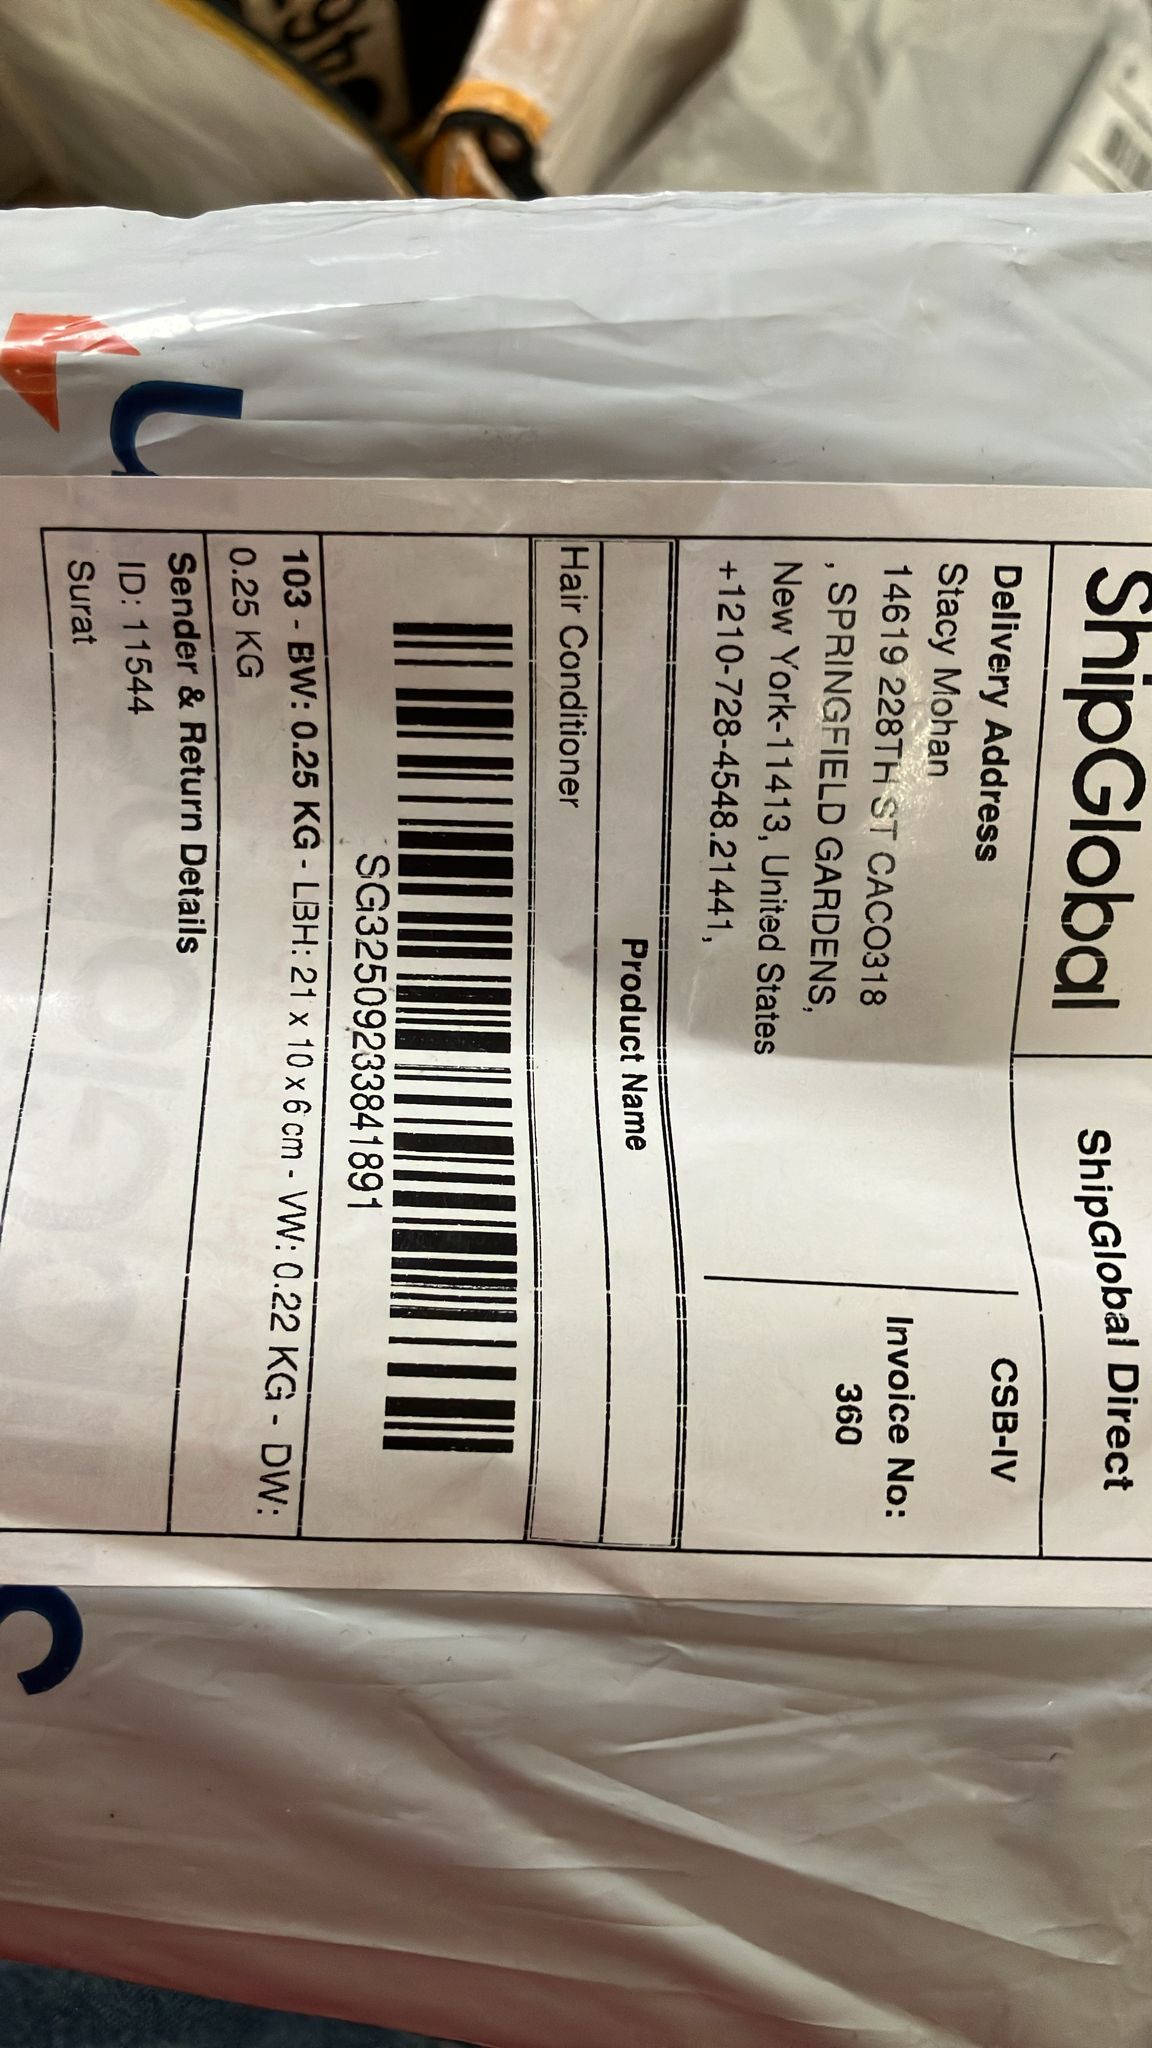 ShipGlobal
ShipGlobal Direct
Delivery Address
Stacy Mohan
14619 228TH ST CACO318
, SPRINGFIELD GARDENS,
New York-11413, United States
+1210-728-4548.21441,
CSB-IV
Invoice No:
360
Product Name
Hair Conditioner
SG32509233841891
103 - BW: 0.25 KG - LBH: 21 x 10 x 6 cm - VW: 0.22 KG - DW:
0.25 KG
Sender & Return Details
ID: 11544
Surat